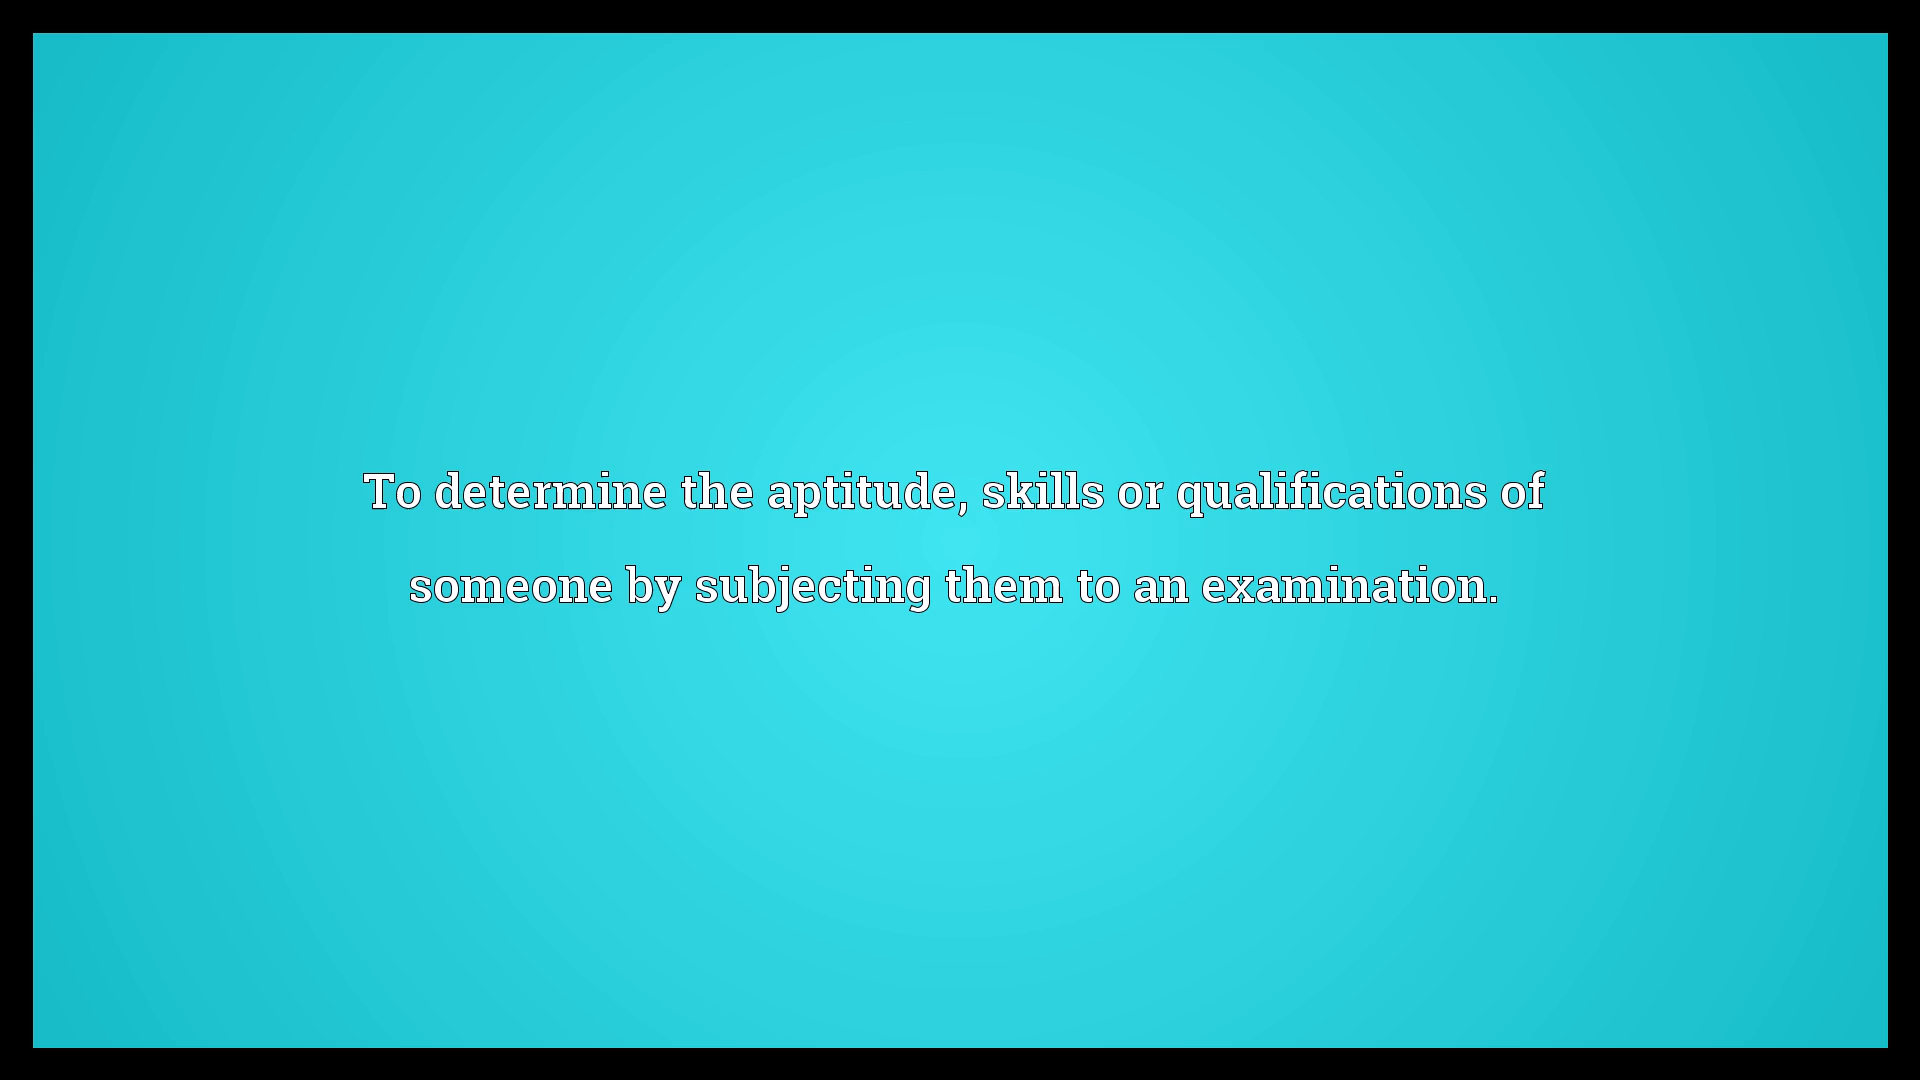 To determine the aptitude, skills or qualifications of
someone by subjecting them to an examination.